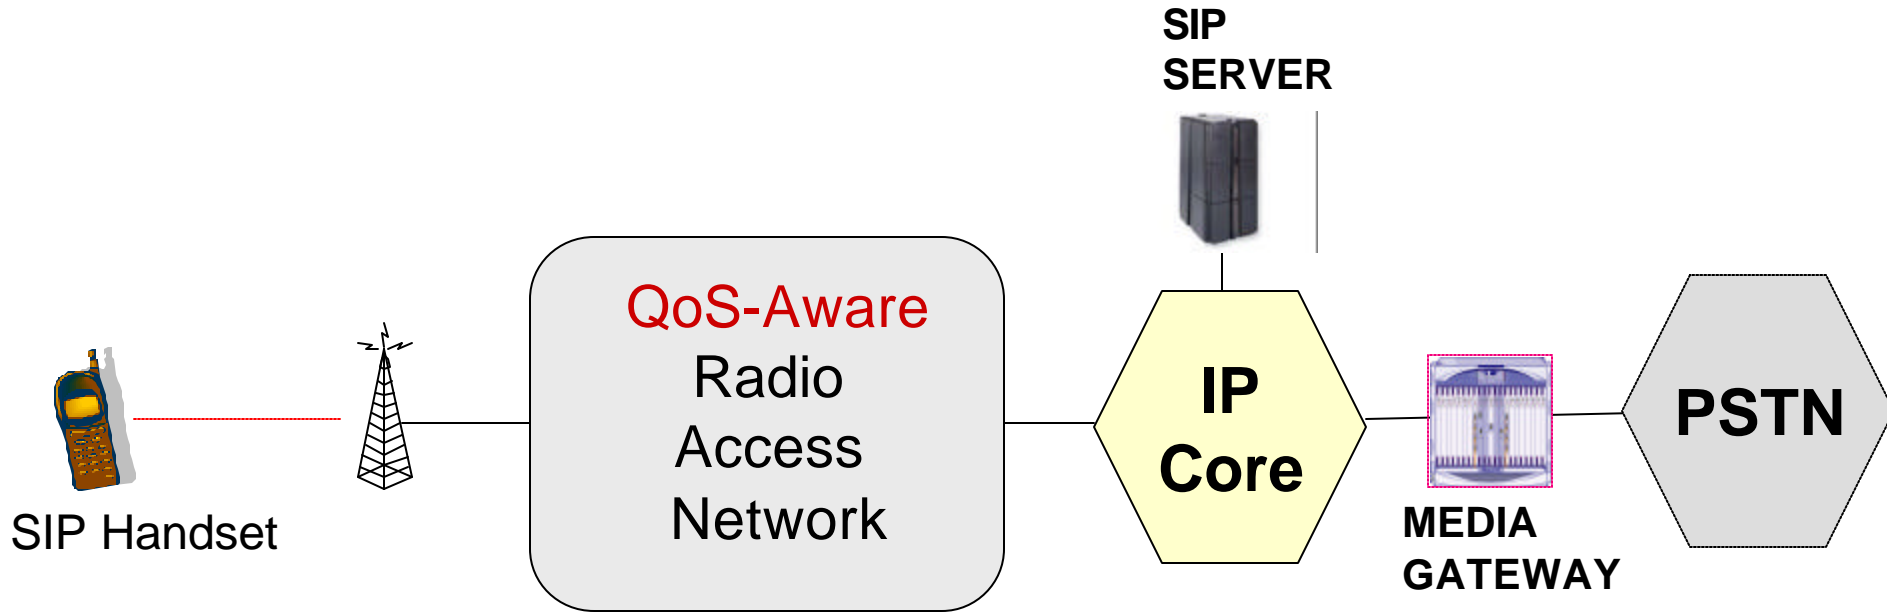 SIP
SERVER
QoS-Aware
Radio
Access
Network
IP
Core
PSTN
SIP Handset
MEDIA
GATEWAY